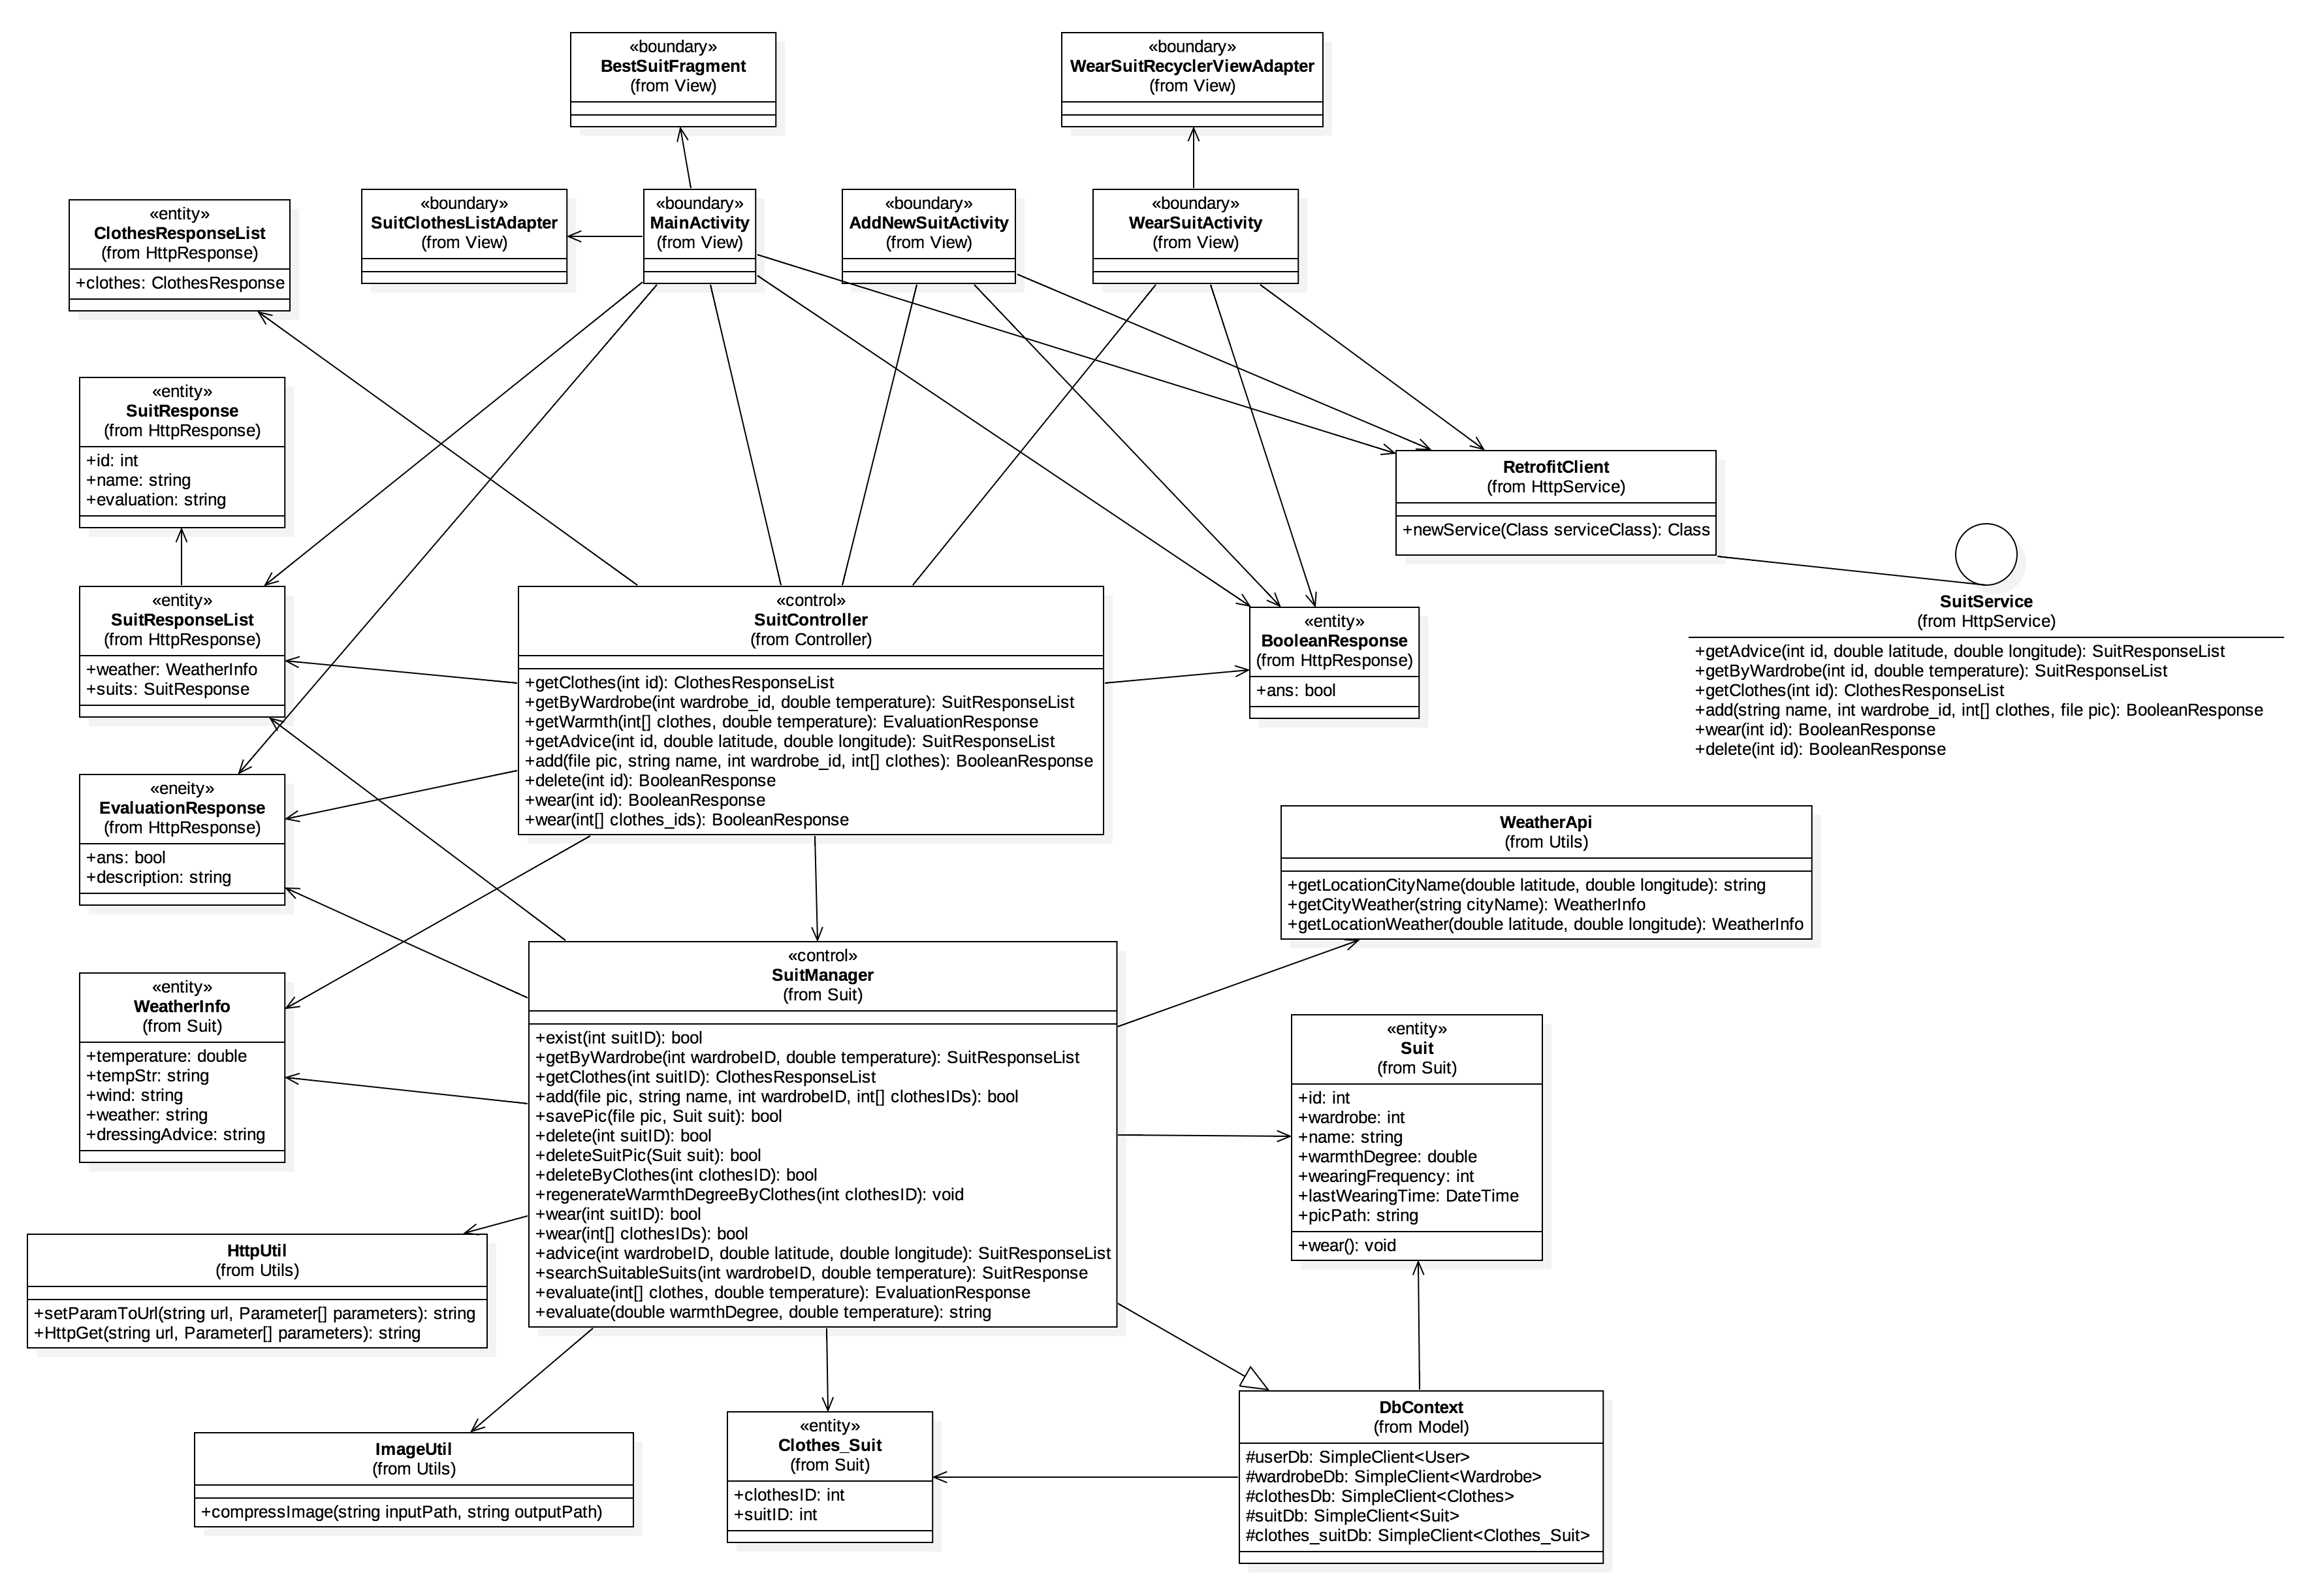 «boundary»
BestSuitFragment
(from View)
«boundary»
WearSuitRecyclerViewAdapter
(from View)
«entity»
ClothesResponseList
(from HttpResponse)
+clothes: ClothesResponse
«boundary»
SuitClothesListAdapter
(from View)
«boundary»
MainActivity
(from View)
«boundary»
AddNewSuitActivity
(from View)
«boundary»
WearSuitActivity
(from View)
«entity»
SuitResponse
(from HttpResponse)
+id: int
+name: string
+evaluation: string
RetrofitClient
(from HttpService)
+newService(Class serviceClass): Class
SuitService
(from HttpService)
+getAdvice(int id, double latitude, double longitude): SuitResponseList
+getByWardrobe(int id, double temperature): SuitResponseList
+getClothes(int id): ClothesResponseList
+add(string name, int wardrobe_id, int[] clothes, file pic): BooleanResponse
+wear(int id): BooleanResponse
+delete(int id): BooleanResponse
«entity»
SuitResponseList
(from HttpResponse)
+weather: WeatherInfo
+suits: SuitResponse
«control»
SuitController
(from Controller)
+getClothes(int id): ClothesResponseList
+getByWardrobe(int wardrobe_id, double temperature): SuitResponseList
+getWarmth(int[] clothes, double temperature): EvaluationResponse
+getAdvice(int id, double latitude, double longitude): SuitResponseList
+add(file pic, string name, int wardrobe_id, int[] clothes): BooleanResponse
+delete(int id): BooleanResponse
+wear(int id): BooleanResponse
+wear(int[] clothes_ids): BooleanResponse
«entity»
BooleanResponse
(from HttpResponse)
+ans: bool
«eneity»
EvaluationResponse
(from HttpResponse)
+ans: bool
+description: string
WeatherApi
(from Utils)
+getLocationCityName(double latitude, double longitude): string
+getCityWeather(string cityName): WeatherInfo
+getLocationWeather(double latitude, double longitude): WeatherInfo
«entity»
WeatherInfo
(from Suit)
+temperature: double
+tempStr: string
+wind: string
+weather: string
+dressingAdvice: string
«control»
SuitManager
(from Suit)
+exist(int suitID): bool
+getByWardrobe(int wardrobeID, double temperature): SuitResponseList
+getClothes(int suitID): ClothesResponseList
+add(file pic, string name, int wardrobeID, int[] clothesIDs): bool
+savePic(file pic, Suit suit): bool
+delete(int suitID): bool
+deleteSuitPic(Suit suit): bool
+deleteByClothes(int clothesID): bool
+regenerateWarmthDegreeByClothes(int clothesID): void
+wear(int suitID): bool
+wear(int[] clothesIDs): bool
+advice(int wardrobeID, double latitude, double longitude): SuitResponseList
+searchSuitableSuits(int wardrobeID, double temperature): SuitResponse
+evaluate(int[] clothes, double temperature): EvaluationResponse
+evaluate(double warmthDegree, double temperature): string
«entity»
Suit
(from Suit)
+id: int
+wardrobe: int
+name: string
+warmthDegree: double
+wearingFrequency: int
+lastWearingTime: DateTime
+picPath: string
+wear(): void
HttpUtil
(from Utils)
+setParamToUrl(string url, Parameter[] parameters): string
+HttpGet(string url, Parameter[] parameters): string
ImageUtil
(from Utils)
+compressImage(string inputPath, string outputPath)
«entity»
Clothes_Suit
(from Suit)
+clothesID: int
+suitID: int
DbContext
(from Model)
#userDb: SimpleClient<User>
#wardrobeDb: SimpleClient<Wardrobe>
#clothesDb: SimpleClient<Clothes>
#suitDb: SimpleClient<Suit>
#clothes_suitDb: SimpleClient<Clothes_Suit>